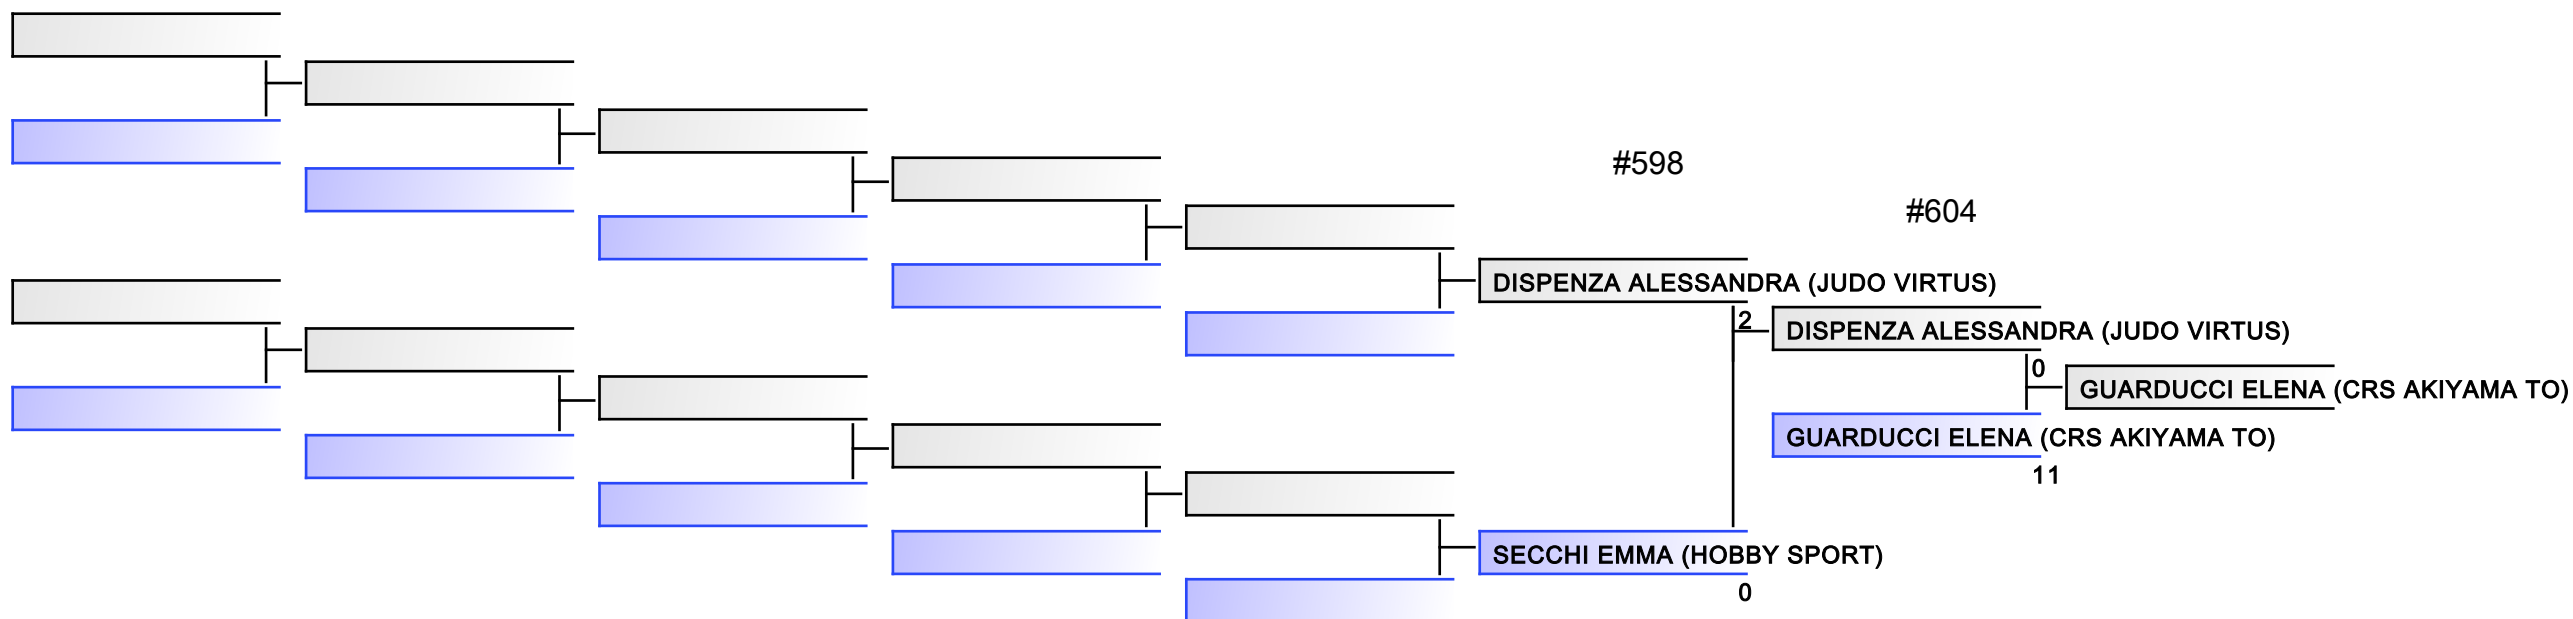 #598
#604
DISPENZA ALESSANDRA (JUDO VIRTUS)
2
DISPENZA ALESSANDRA (JUDO VIRTUS)
0
GUARDUCCI ELENA (CRS AKIYAMA TO)
GUARDUCCI ELENA (CRS AKIYAMA TO)
11
SECCHI EMMA (HOBBY SPORT)
0